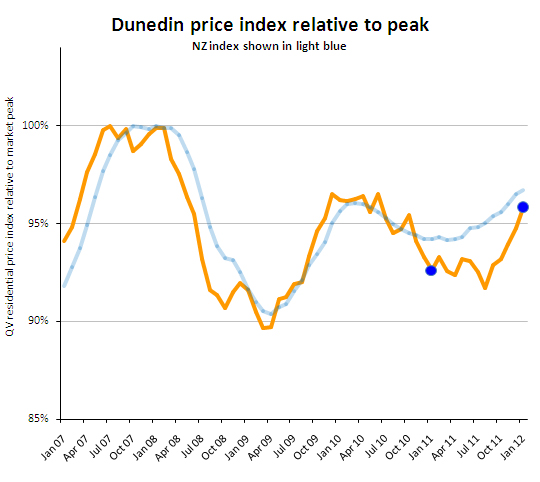 Dunedin price index relative to peak
NZ index shown in light blue
QV residential price index relative to market peak
100%
95%
90%
85%
Jan 07
Apr 07
Jul 07
Oct 07
Jan 08
Apr 08
Jul 08
Oct 08
Jan 09
Apr 09
Jul 09
Oct 09
Jan 10
Apr 10
Jul 10
Oct 10
Jan 11
Apr 11
Jul 11
Oct 11
Jan 12